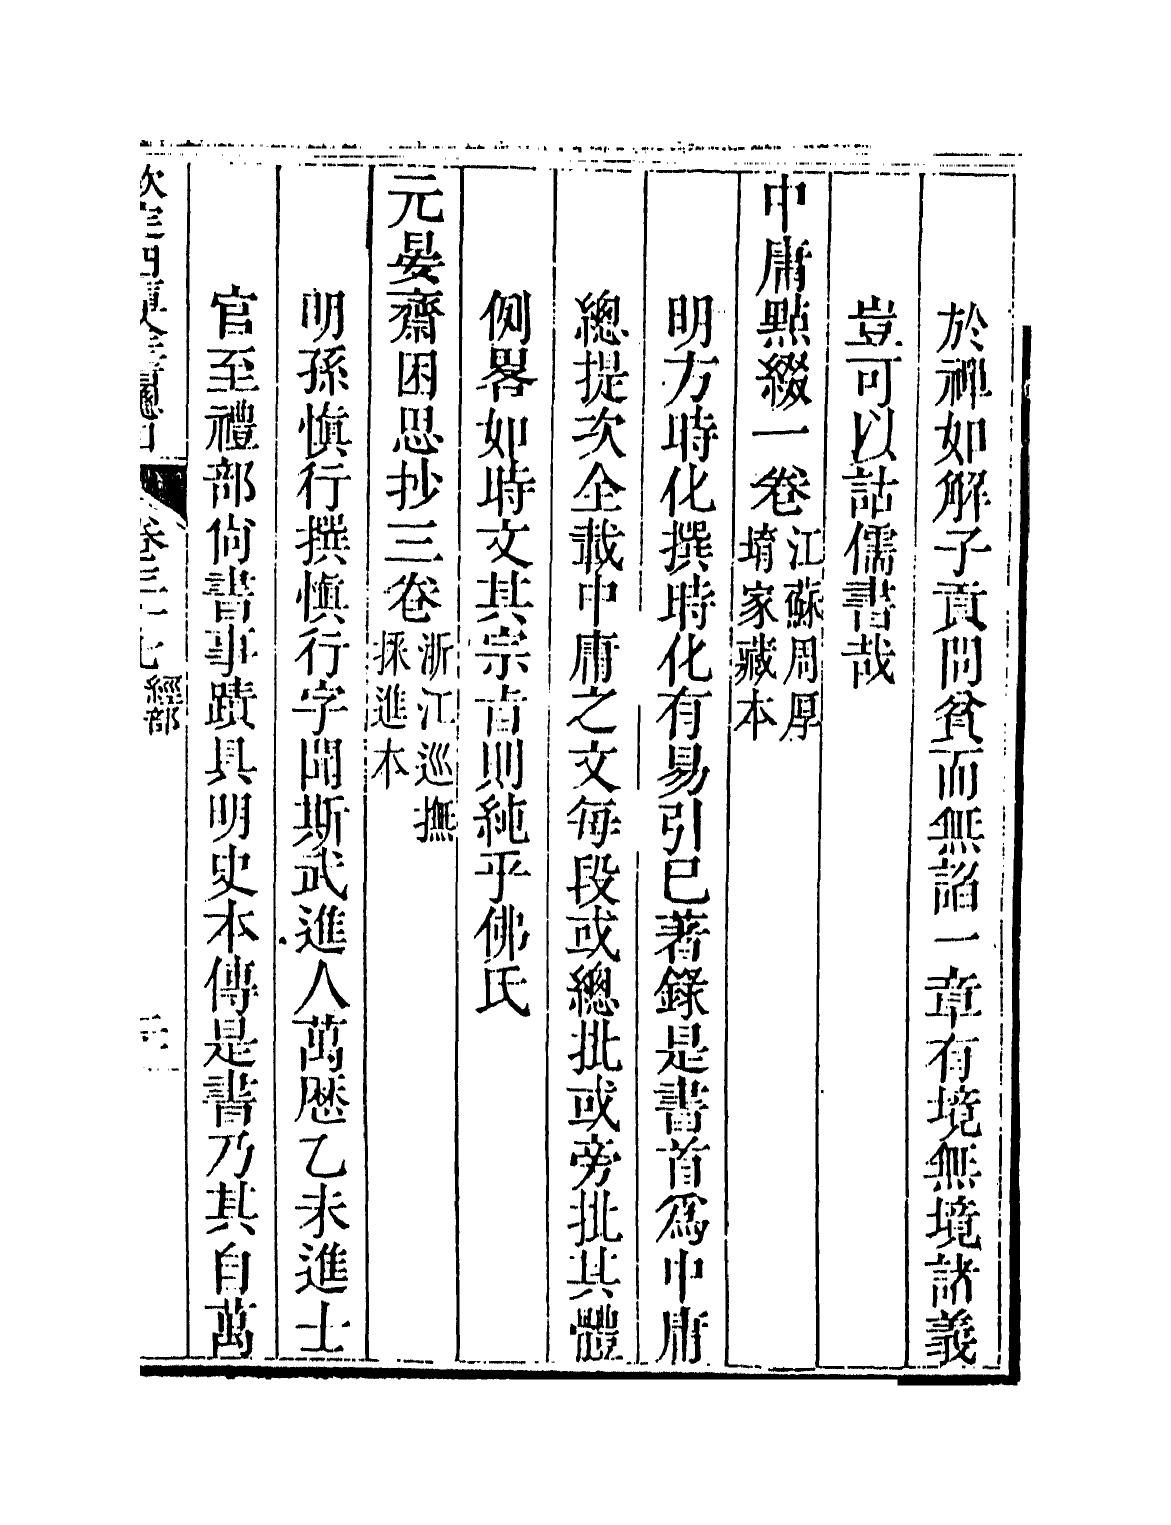 於禪如解子貢問貧而無諂一章有境無境諸義
豈可以詁儒書哉
中庸點綴一卷江蘇周厚
堉家藏本
明方時化撰時化有易引已著錄是書首爲中庸
總提次全載中庸之文每段或總批或旁批其體
例畧如時文其宗旨則純乎佛氏
元晏齋困思抄三卷浙江巡撫
採進本
明孫愼行撰愼行字聞斯武進人萬歷乙未進士
官至禮部尙書事蹟具明史本傳是書乃其自萬
欽定四庫全書總目 卷三十七 經部